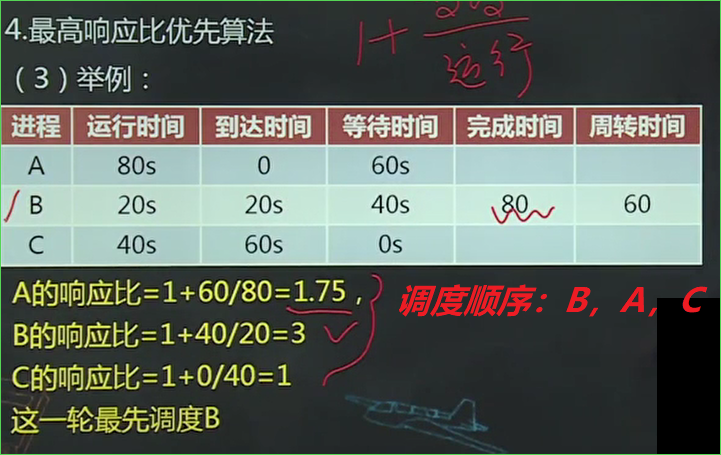 4.最高响应比优先算法
（3）举例：
1+ 运行
进程 运行时间 到达时间 等待时间 完成时间 周转时间
A 80s 0 60s
B 20s 20s 40s 80 60
C 40s 60s 0s
A的响应比=1+60/80=1.75，
B的响应比=1+40/20=3
C的响应比=1+0/40=1
调度顺序：B，A，C
这一轮最先调度B